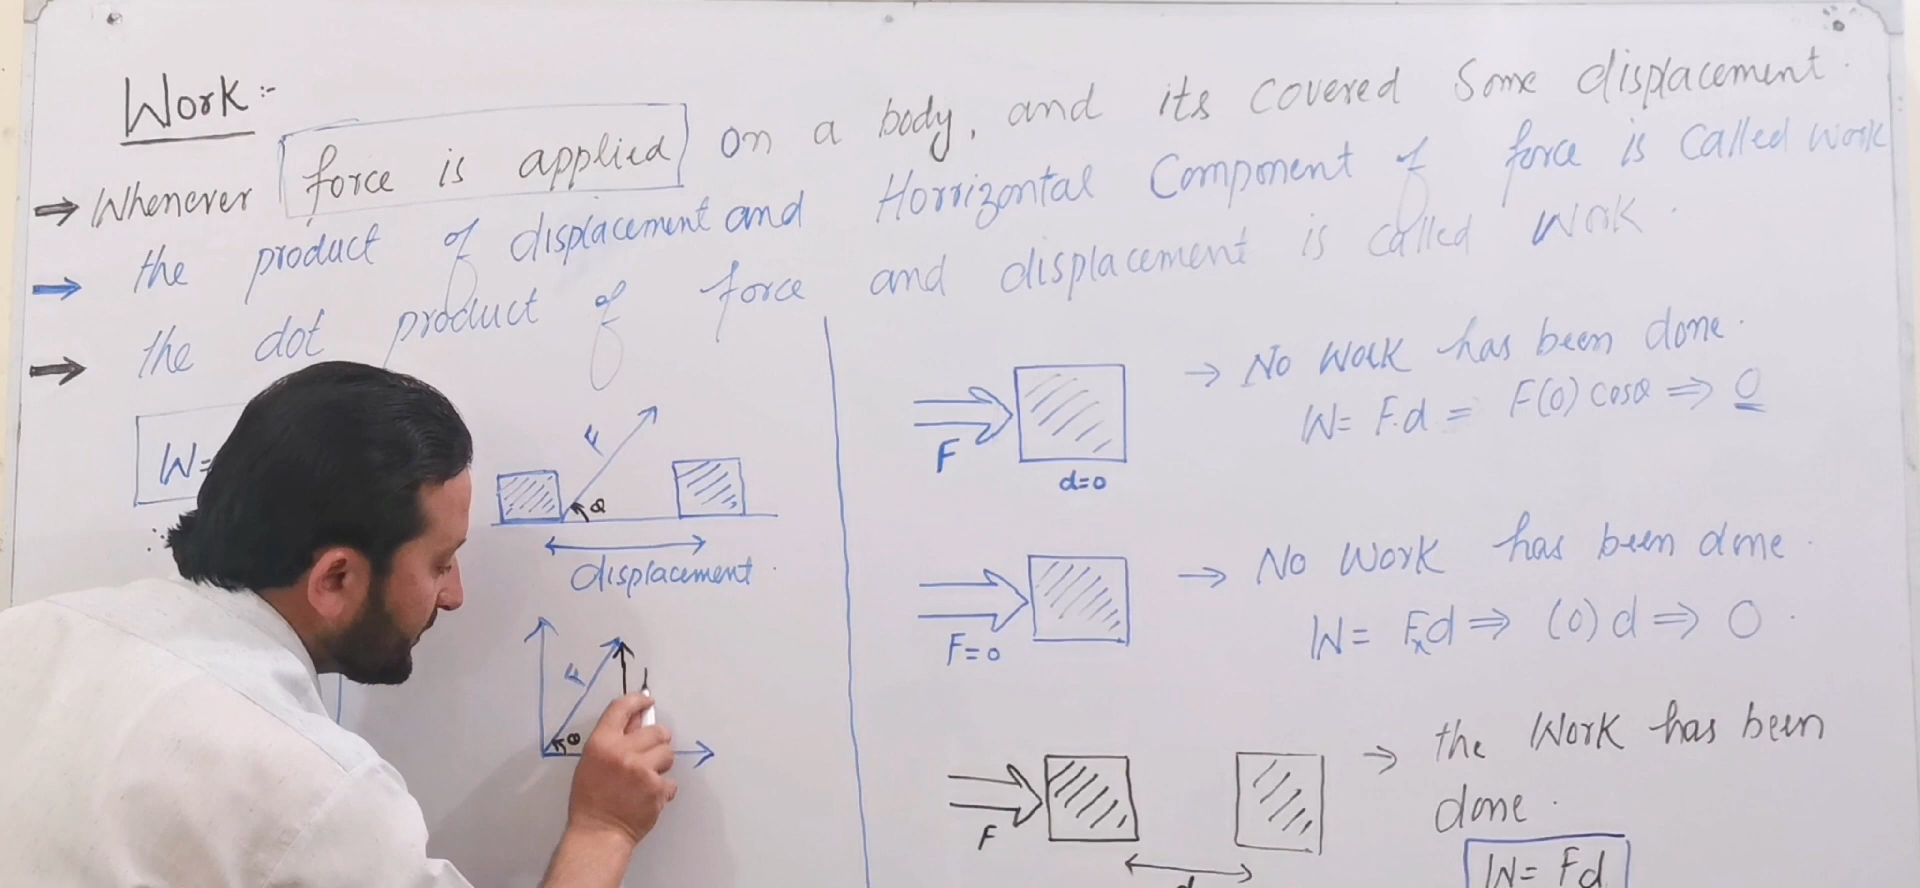 Work:-
⇒ Whenever force is applied on a body, and its covered Some displacement.
→ the product of displacement and Horrizontal Component of force is called work
→ the dot product of force and displacement is called Work.
W=
F
θ
displacement.
F
θ
F
d=0
→ No Work has been done.
W= F.d = F(0) cosθ ⇒ 0
F=0
→ No Work has been done.
W= Fxd ⇒ (0) d ⇒ 0.
F
d
→ the Work has been
done.
W= Fd